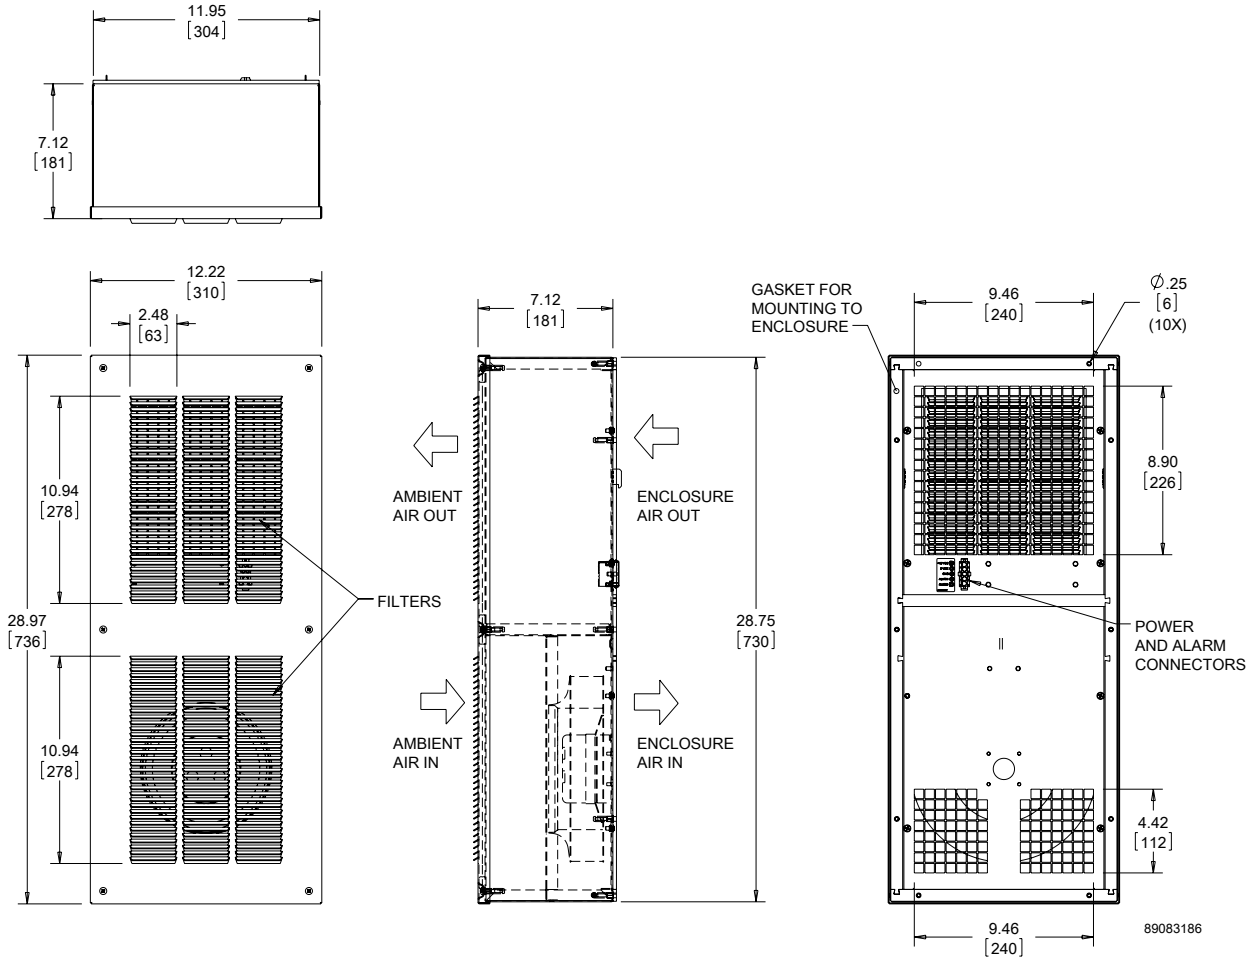 11.95
[304]
7.12
[181]
12.22
[310]
2.48
[63]
10.94
[278]
28.97
[736]
10.94
[278]
FILTERS
7.12
[181]
AMBIENT
AIR OUT
ENCLOSURE
AIR OUT
28.75
[730]
AMBIENT
AIR IN
ENCLOSURE
AIR IN
GASKET FOR
MOUNTING TO
ENCLOSURE
9.46
[240]
Ø.25
[6]
(10X)
8.90
[226]
POWER
AND ALARM
CONNECTORS
4.42
[112]
9.46
[240]
89083186